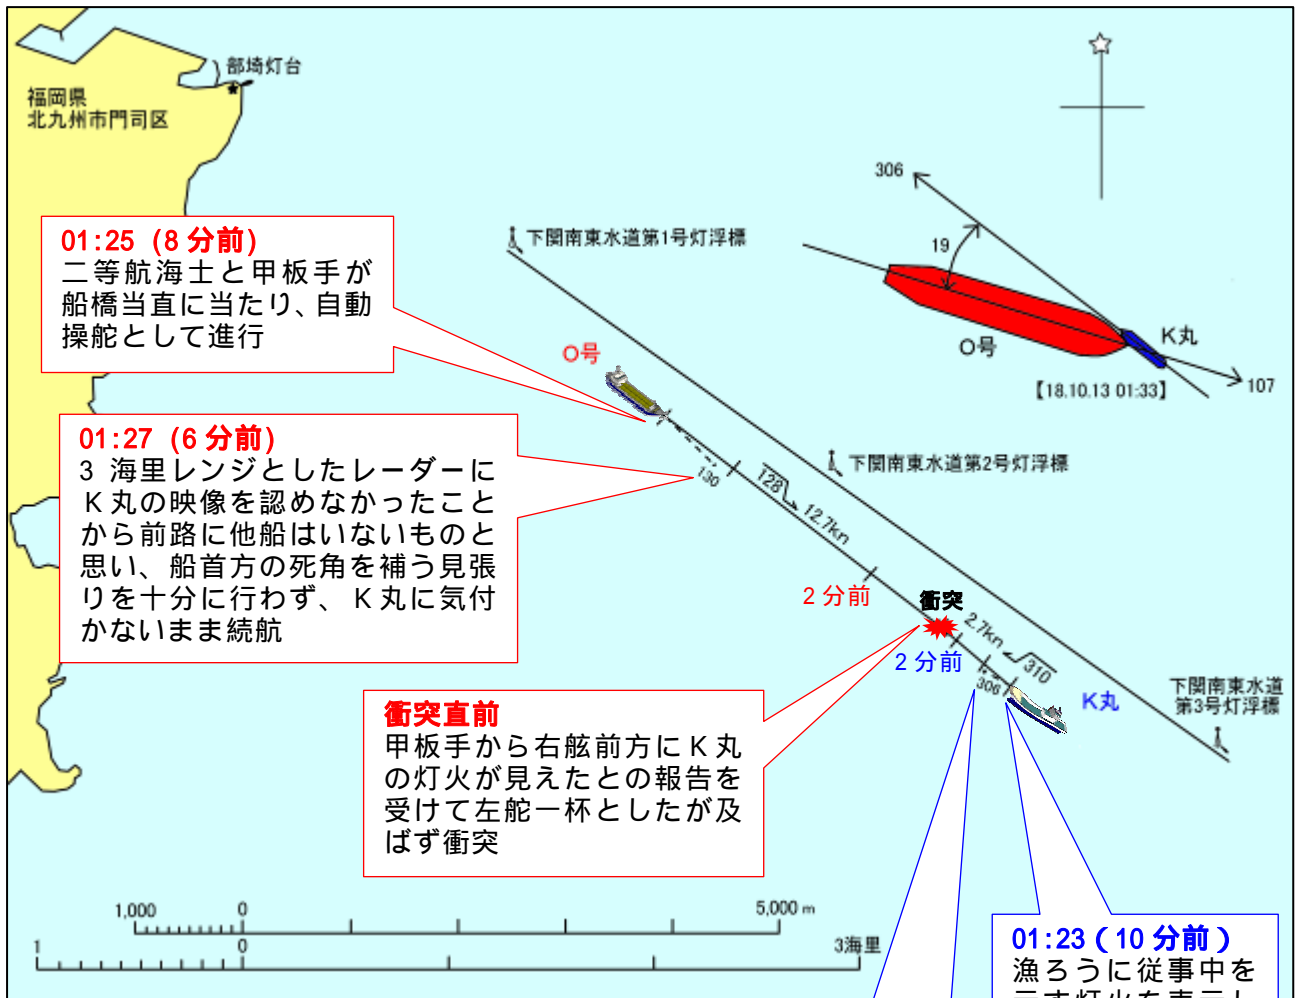 部埼灯台
福岡県
北九州市門司区
306
19
K丸
O号
107
【18.10.13 01:33】
01:25 (8 分前)
二等航海士と甲板手が
船橋当直に当たり、自動
操舵として進行
下関南東水道第1号灯浮標
O号
01:27 (6 分前)
3 海里レンジとしたレーダーに
K丸の映像を認めなかったこと
から前路に他船はいないものと
思い、船首方の死角を補う見張
りを十分に行わず、K丸に気付
かないまま続航
130
128
12.7kn
下関南東水道第2号灯浮標
2 分前
衝突
2.7kn
310
2 分前
306
K丸
下関南東水道
第3号灯浮標
衝突直前
甲板手から右舷前方にK丸
の灯火が見えたとの報告を
受けて左舵一杯としたが及
ばず衝突
1,000
0
5,000 m
1
0
3海里
01:23 ( 10 分前 )
漁ろうに従事中を